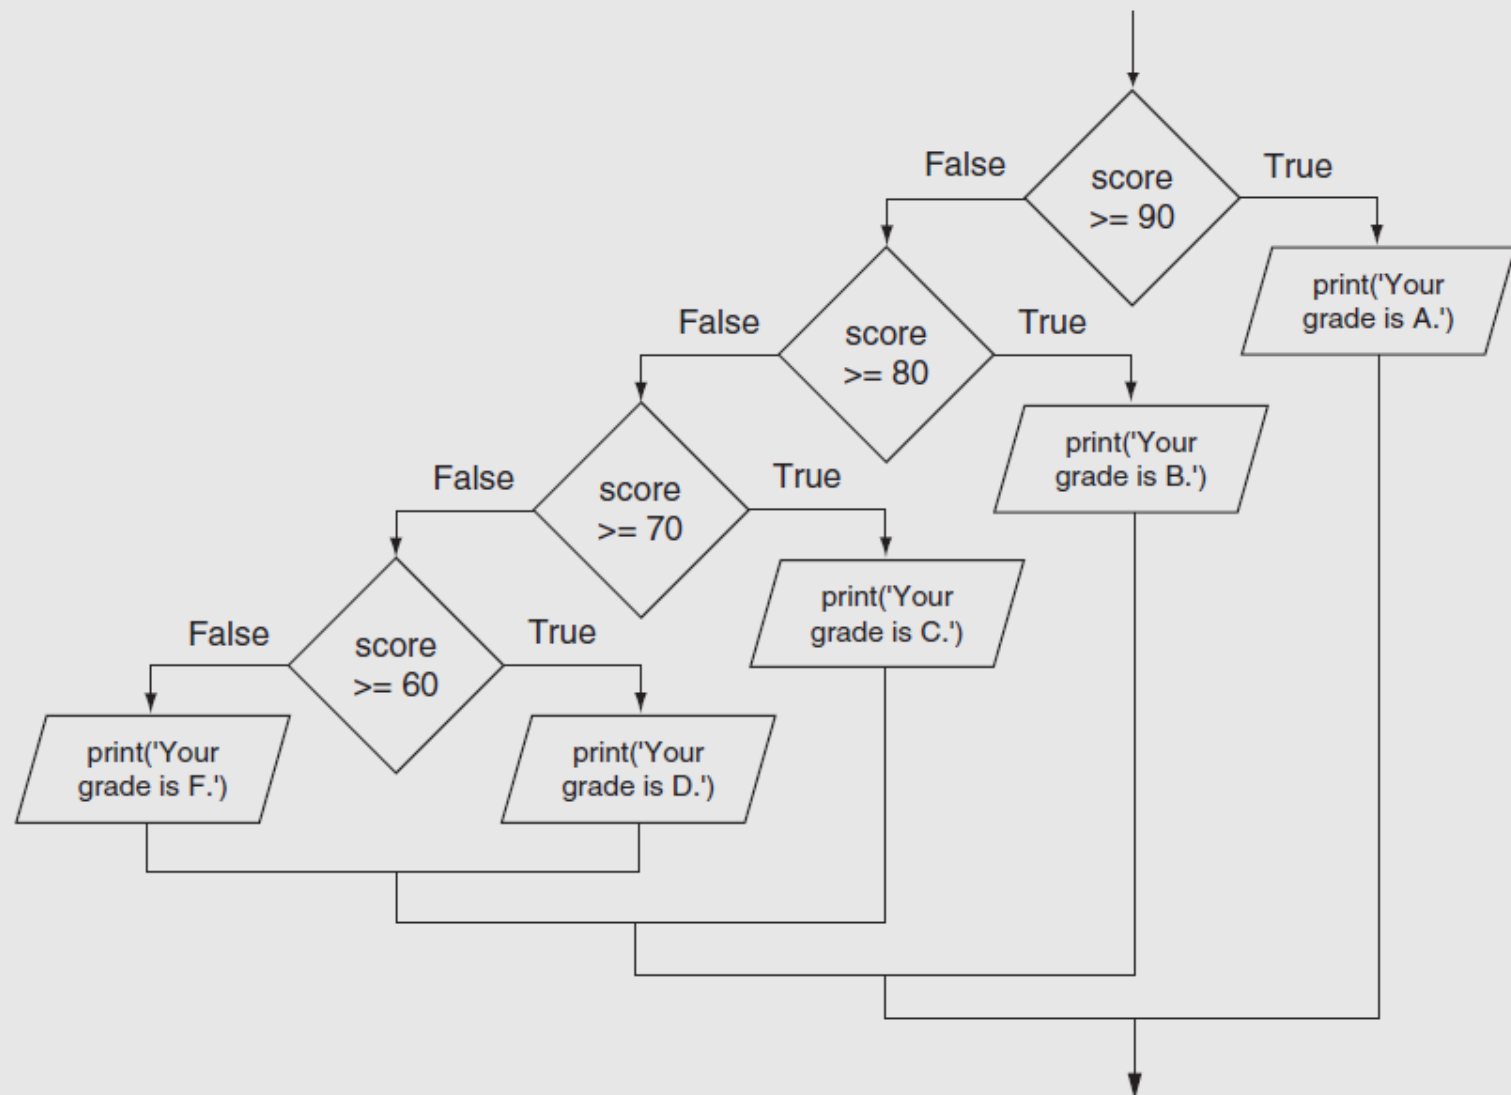 False
score
>= 90
True
print('Your
grade is A.')
False
score
>= 80
True
print('Your
grade is B.')
False
score
>= 70
True
print('Your
grade is C.')
False
score
>= 60
True
print('Your
grade is F.')
print('Your
grade is D.')